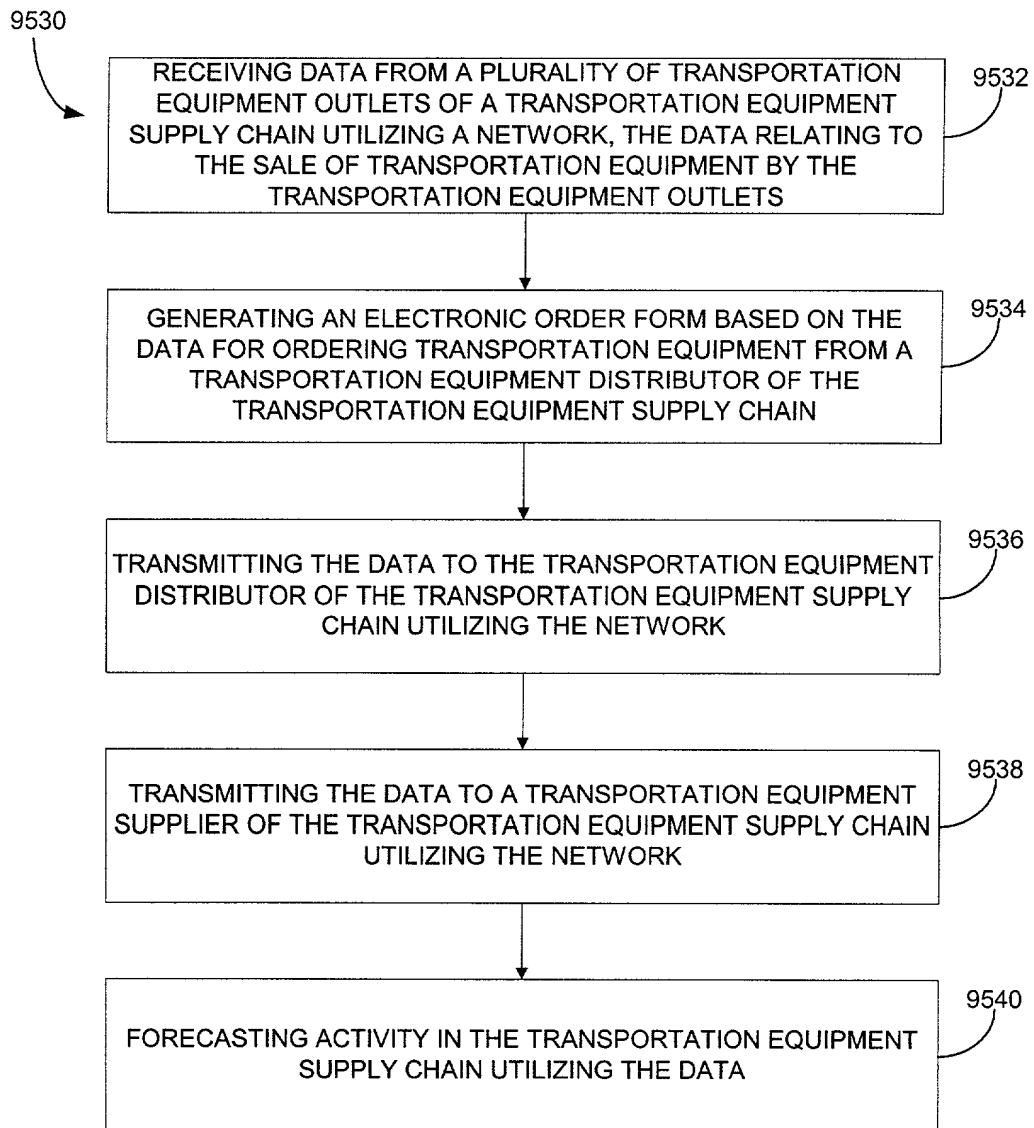 9530
RECEIVING DATA FROM A PLURALITY OF TRANSPORTATION
EQUIPMENT OUTLETS OF A TRANSPORTATION EQUIPMENT
SUPPLY CHAIN UTILIZING A NETWORK, THE DATA RELATING TO
THE SALE OF TRANSPORTATION EQUIPMENT BY THE
TRANSPORTATION EQUIPMENT OUTLETS
9532
GENERATING AN ELECTRONIC ORDER FORM BASED ON THE
DATA FOR ORDERING TRANSPORTATION EQUIPMENT FROM A
TRANSPORTATION EQUIPMENT DISTRIBUTOR OF THE
TRANSPORTATION EQUIPMENT SUPPLY CHAIN
9534
TRANSMITTING THE DATA TO THE TRANSPORTATION EQUIPMENT
DISTRIBUTOR OF THE TRANSPORTATION EQUIPMENT SUPPLY
CHAIN UTILIZING THE NETWORK
9536
TRANSMITTING THE DATA TO A TRANSPORTATION EQUIPMENT
SUPPLIER OF THE TRANSPORTATION EQUIPMENT SUPPLY CHAIN
UTILIZING THE NETWORK
9538
FORECASTING ACTIVITY IN THE TRANSPORTATION EQUIPMENT
SUPPLY CHAIN UTILIZING THE DATA
9540